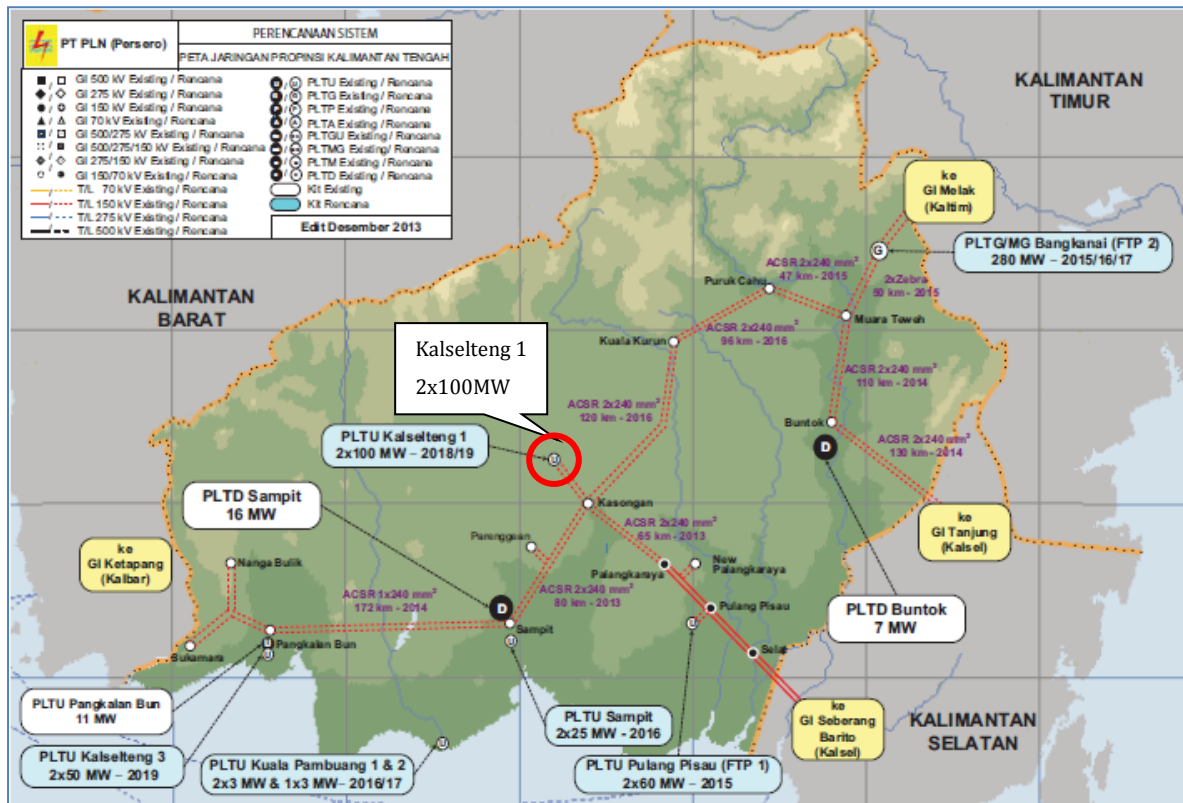 PT PLN (Persero)
PERENCANAAN SISTEM
PETA JARINGAN PROPINSI KALIMANTAN TENGAH
GI 500 kV Existing / Rencana
GI 275 kV Existing / Rencana
GI 150 kV Existing / Rencana
GI 70 kV Existing / Rencana
GI 500/275 kV Existing / Rencana
GI 500/275/150 kV Existing / Rencana
GI 275/150 kV Existing / Rencana
GI 150/70 kV Existing / Rencana
T/L 70 kV Existing / Rencana
T/L 150 kV Existing / Rencana
T/L 275 kV Existing / Rencana
T/L 500 kV Existing / Rencana
PLTU Existing / Rencana
PLTG Existing / Rencana
PLTP Existing / Rencana
PLTA Existing / Rencana
PLTGU Existing / Rencana
PLTMG Existing / Rencana
PLTM Existing / Rencana
PLTD Existing / Rencana
Kit Existing
Kit Rencana
Edit Desember 2013
KALIMANTAN
TIMUR
ke
GI Melak
(Kaltim)
G
PLTG/MG Bangkanai (FTP 2)
280 MW – 2015/16/17
ACSR 2x240 mm²
47 km - 2015
2xZebra
50 km - 2015
Puruk Cahu
KALIMANTAN
BARAT
Muara Teweh
Kuala Kurun
ACSR 2x240 mm²
96 km - 2016
Kalselteng 1
2x100MW
ACSR 2x240 mm²
110 km - 2014
ACSR 2x240 mm²
120 km - 2016
Buntok
D
ACSR 2x240 mm²
130 km - 2014
PLTU Kalselteng 1
2x100 MW – 2018/19
U
PLTD Sampit
16 MW
Kasongan
ACSR 2x240 mm²
65 km - 2013
ke
GI Tanjung
(Kalsel)
ke
GI Ketapang
(Kalbar)
Parenggean
Nanga Bulik
Palangkaraya
New
Palangkaraya
ACSR 1x240 mm²
172 km - 2014
ACSR 2x240 mm²
80 km - 2013
D
Pulang Pisau
PLTD Buntok
7 MW
Sampit
U
U
Sukamara
U
Pangkalan Bun
U
Selat
PLTU Pangkalan Bun
11 MW
PLTU Sampit
2x25 MW - 2016
ke
GI Seberang
Barito
(Kalsel)
KALIMANTAN
SELATAN
U
PLTU Kalselteng 3
2x50 MW – 2019
PLTU Kuala Pambuang 1 & 2
2x3 MW & 1x3 MW– 2016/17
PLTU Pulang Pisau (FTP 1)
2x60 MW – 2015